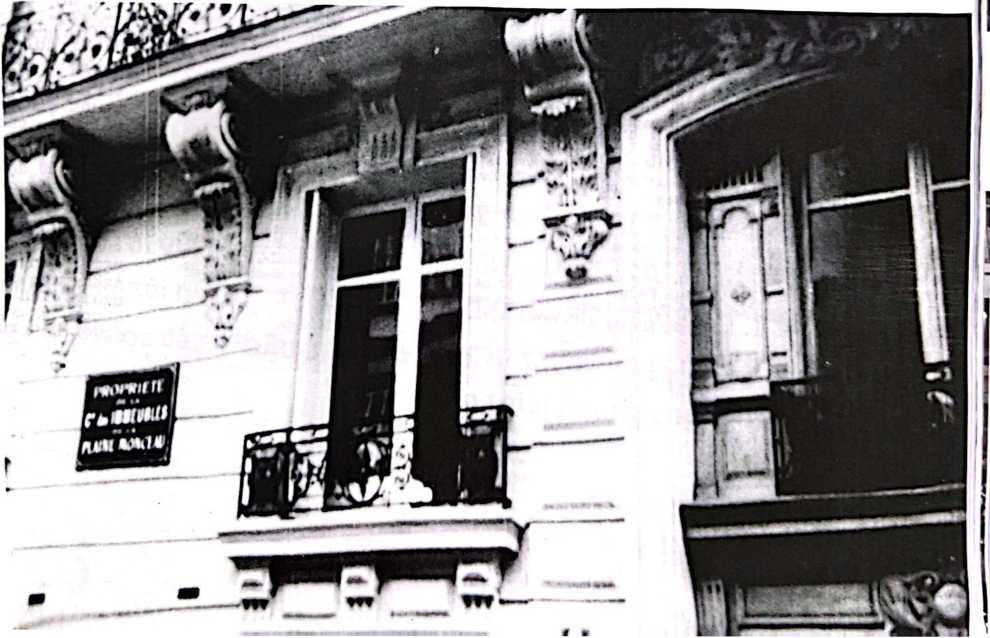 PROPRIETE
DE LA
Cie des IMMEUBLES
DE LA
PLAINE MONCEAU